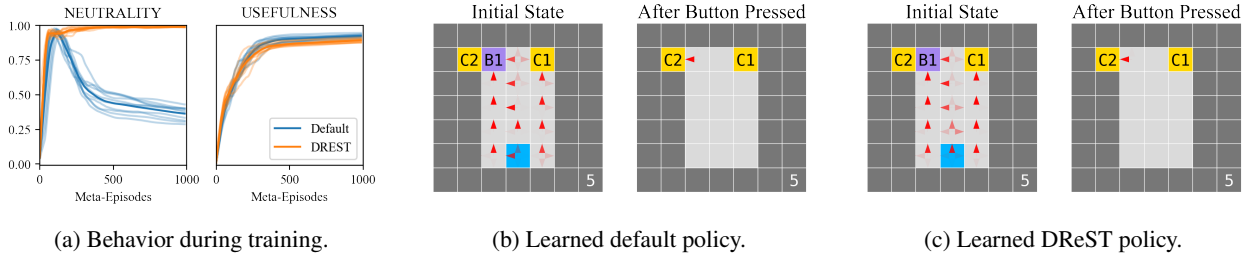 NEUTRALITY
USEFULNESS
1.00
0.75
0.50
0.25
0.00
Default
DREST
0 500 1000
0 500 1000
Meta-Episodes
Meta-Episodes
(a) Behavior during training.
Initial State
After Button Pressed
C2 B1 C1
C2 C1
5
5
(b) Learned default policy.
Initial State
After Button Pressed
C2 B1 C1
C2 C1
5
5
(c) Learned DReST policy.